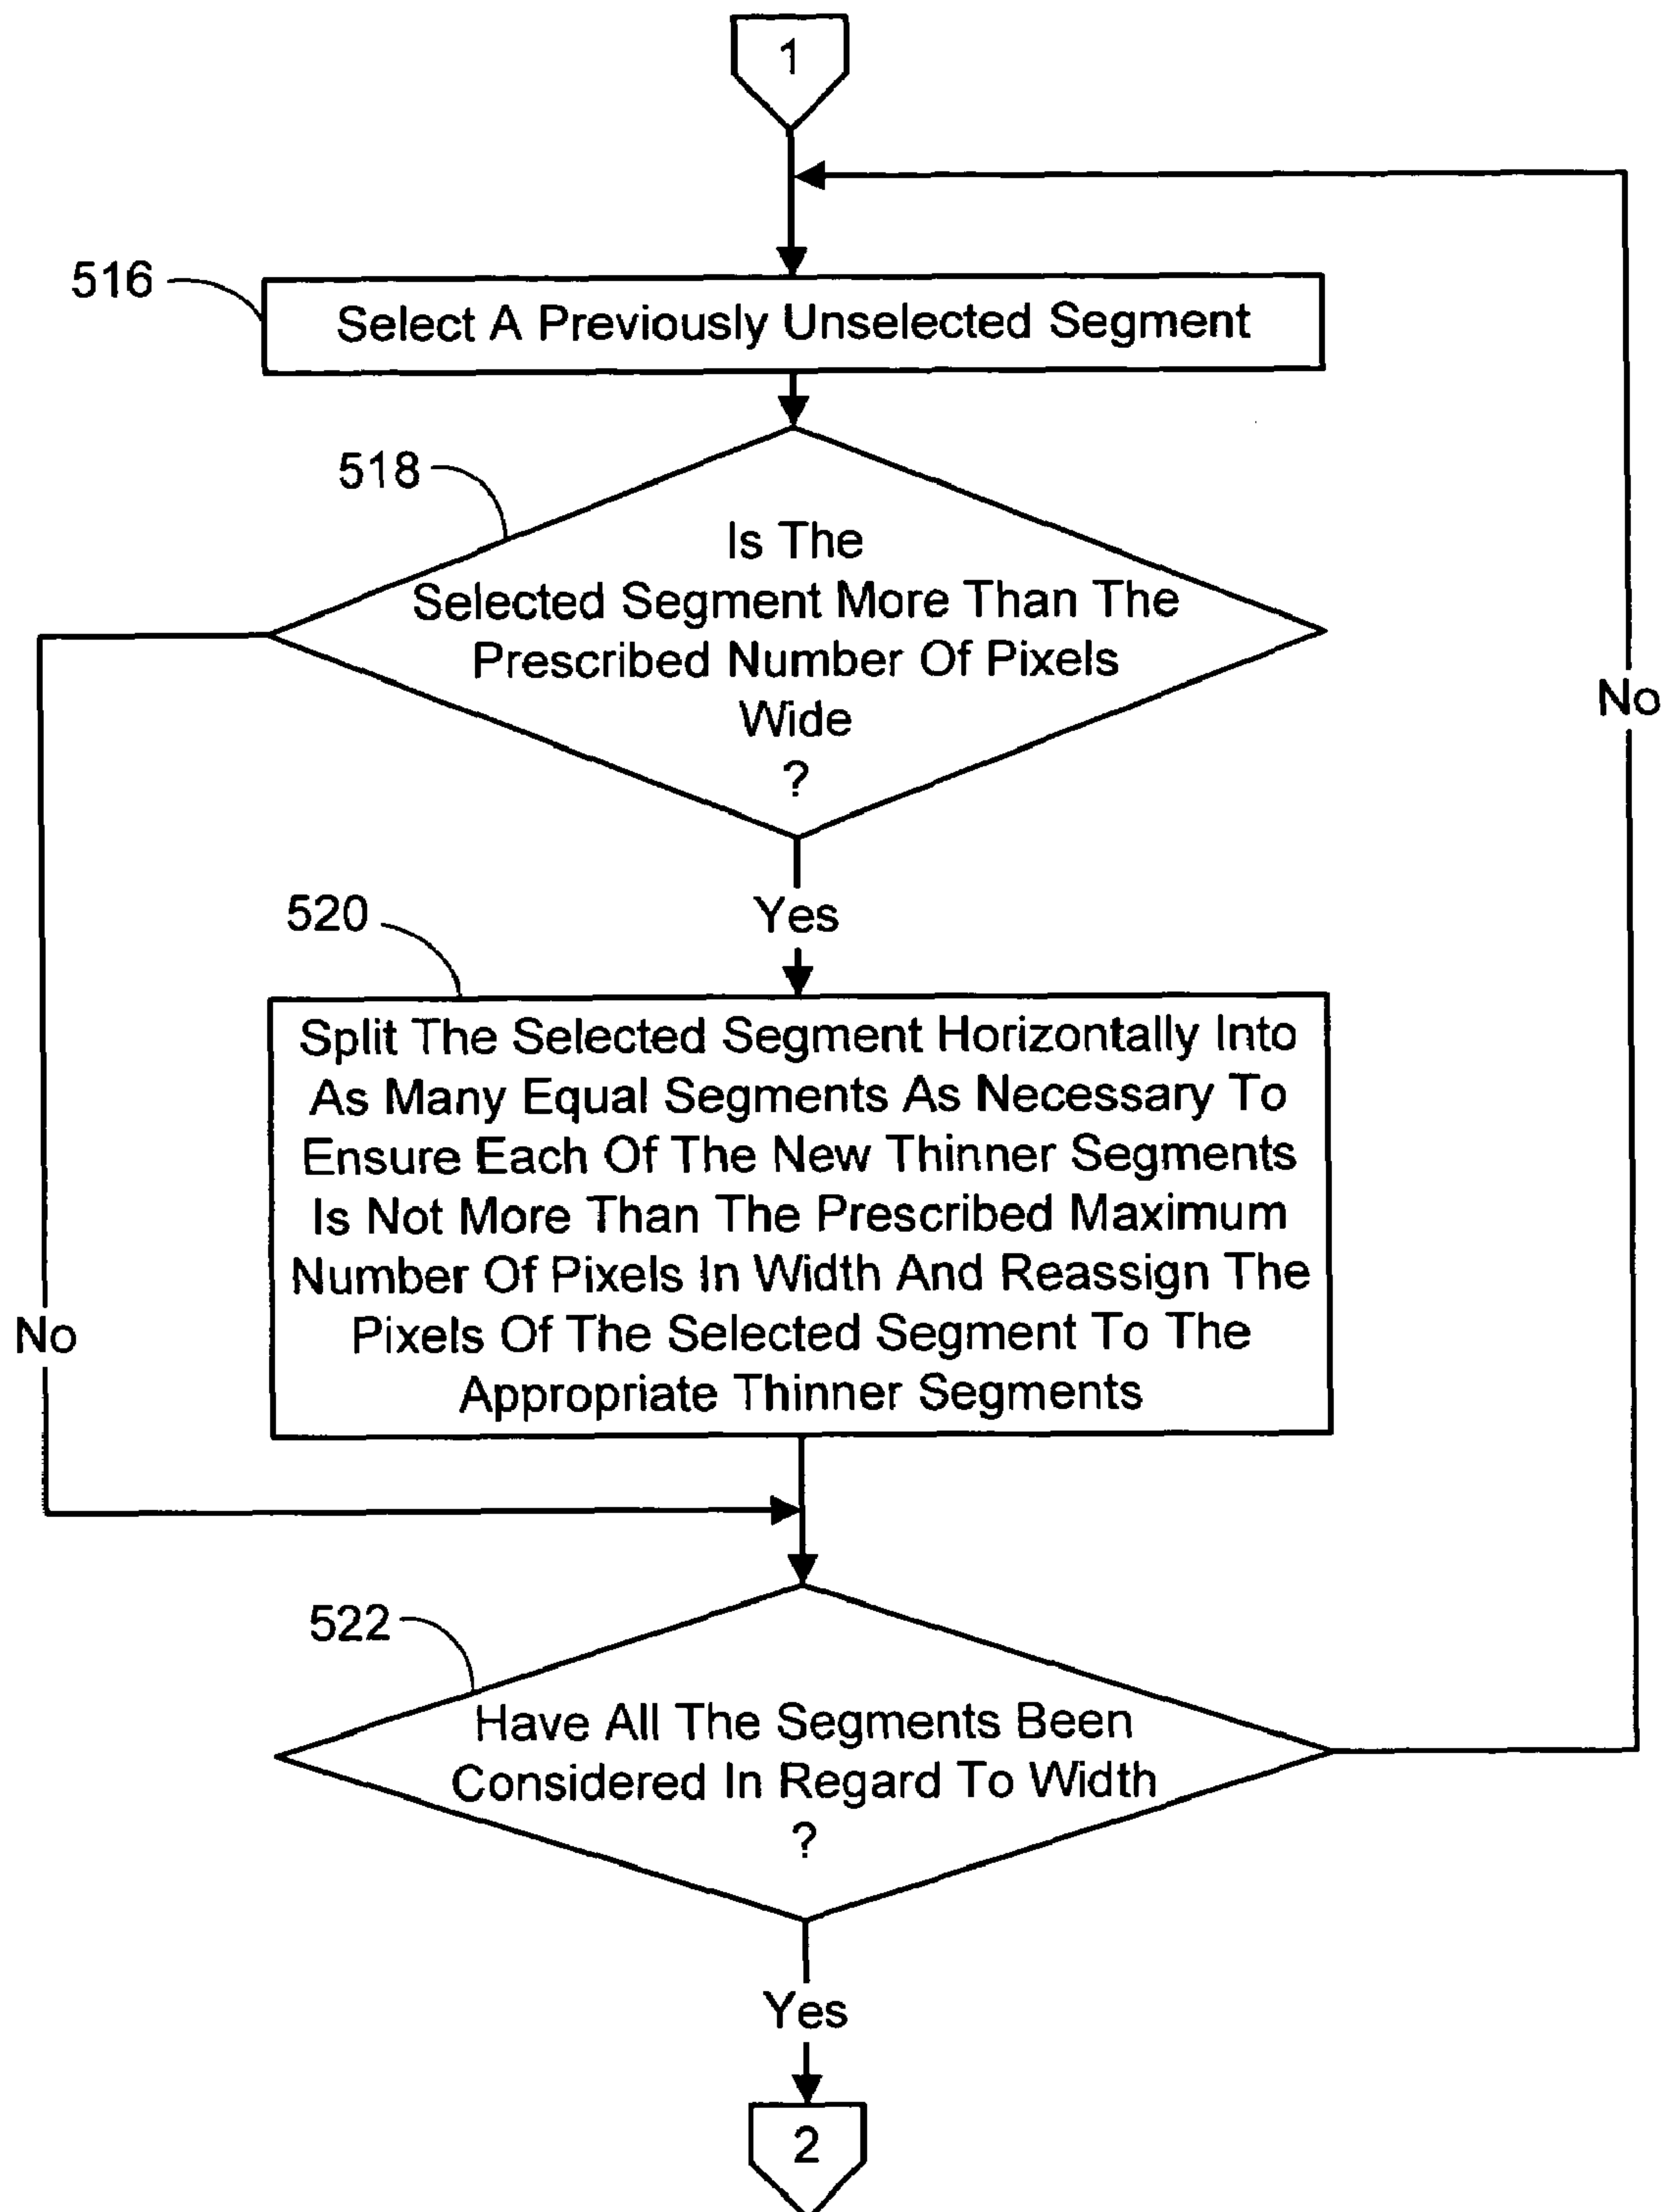 1
516
Select A Previously Unselected Segment
518
Is The
Selected Segment More Than The
Prescribed Number Of Pixels
Wide
?
No
Yes
520
Split The Selected Segment Horizontally Into
As Many Equal Segments As Necessary To
Ensure Each Of The New Thinner Segments
Is Not More Than The Prescribed Maximum
Number Of Pixels In Width And Reassign The
Pixels Of The Selected Segment To The
Appropriate Thinner Segments
No
522
Have All The Segments Been
Considered In Regard To Width
?
Yes
2